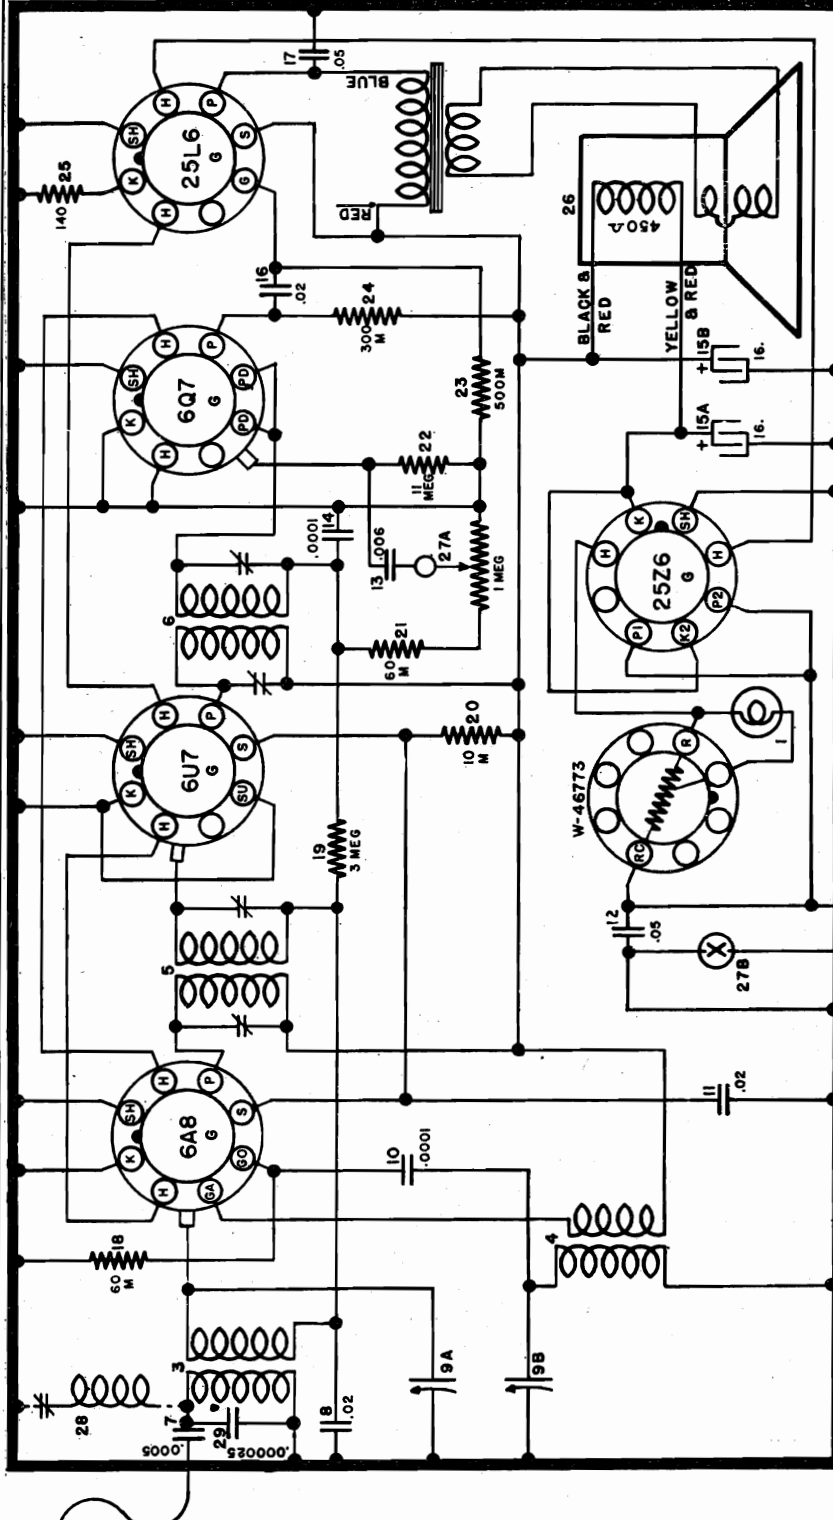 17
.05
BLUE
H
P
SH
S
25L6
G
K
G
H
25
140
RED
26
450Ω
16
.02
BLACK &
RED
YELLOW
& RED
24
300
M
H
P
SH
PD
6Q7
G
K
PD
H
23
500M
+ 15B
16.
+ 15A
16.
22
11
MEG
14
.0001
.006
13
27A
1 MEG
K
SH
H
H
25Z6
G
P1
P2
K2
6
21
60
M
H
P
SH
S
6U7
G
K
SU
H
20
10
M
1
R
W-46773
RC
19
3 MEG
12
.05
27B
5
H
P
SH
S
6A8
G
K
GO
H
GA
11
.02
10
.0001
18
60
M
4
3
9A
9B
28
7
.0005
29
.000025
8
.02